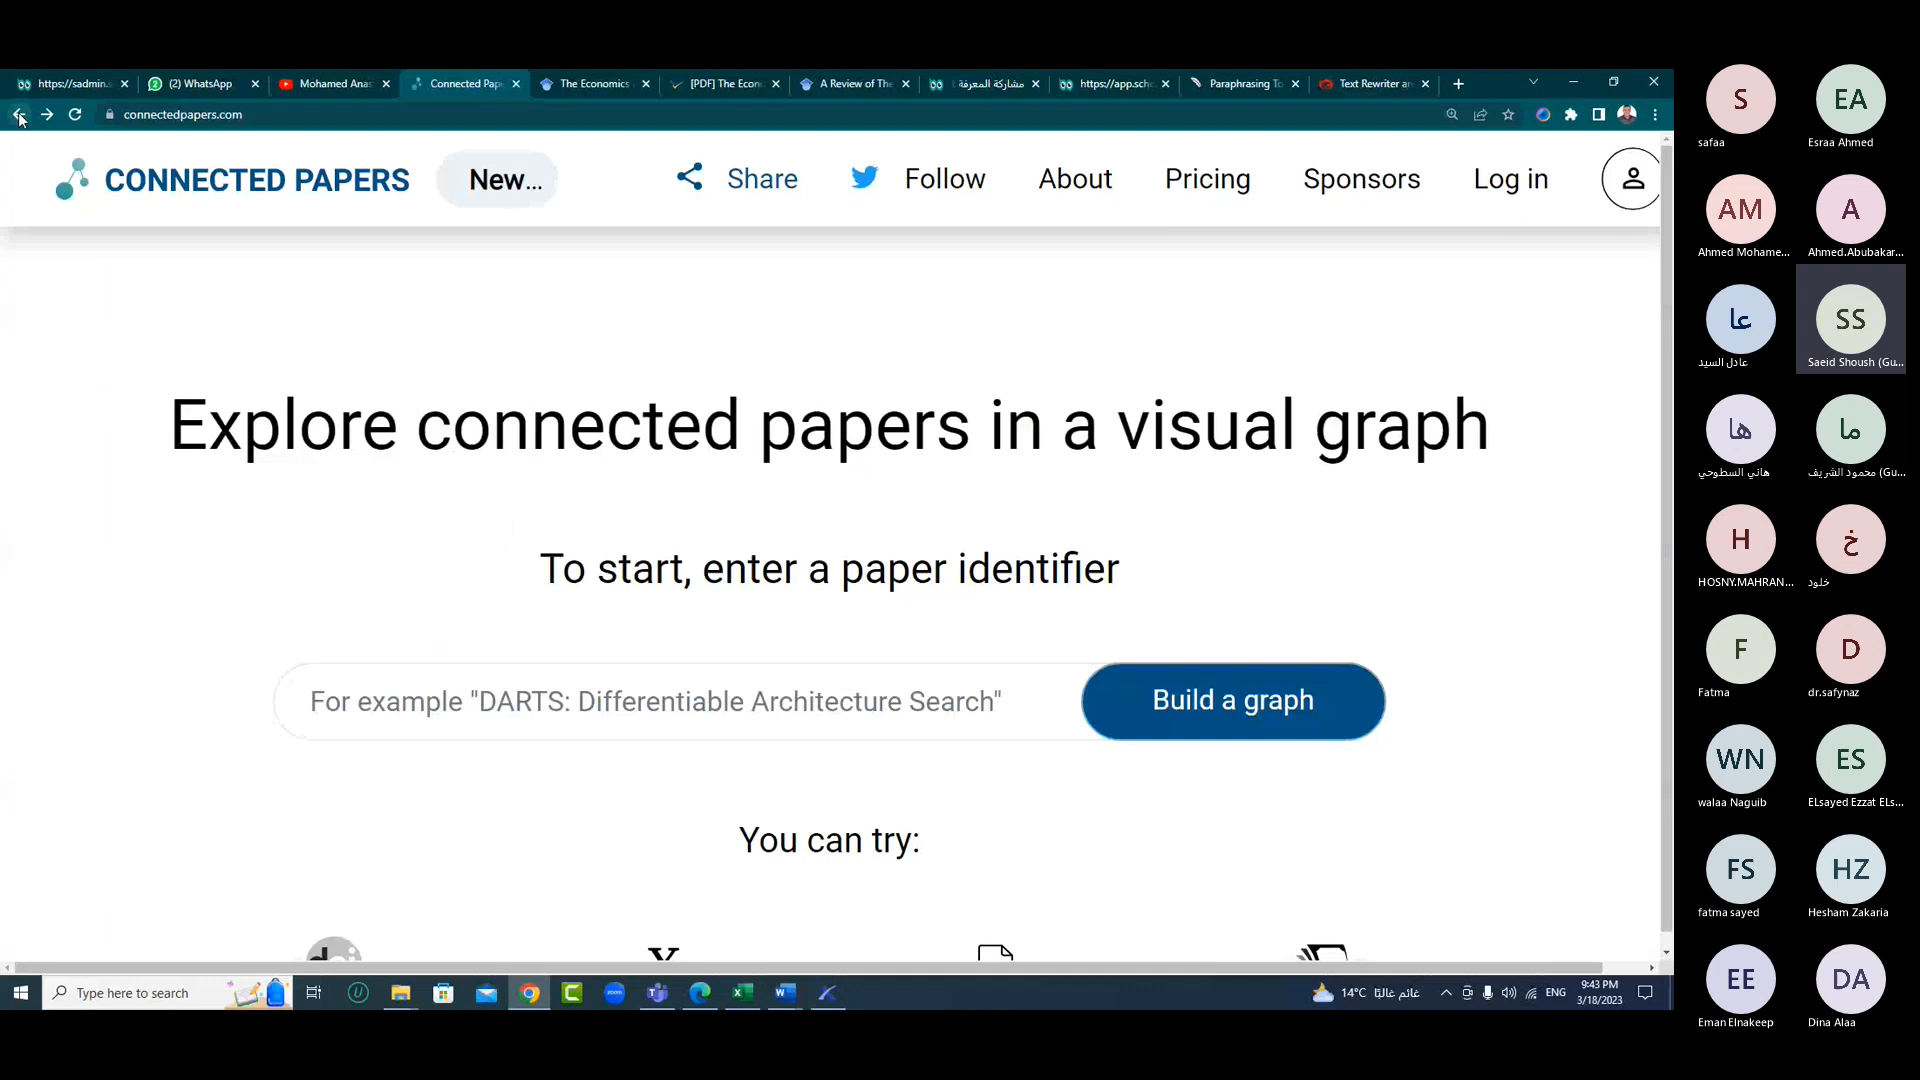 https://sadmin.s
(2) WhatsApp
Mohamed Anas
Connected Pap
The Economics
[PDF] The Econ
A Review of The
مشاركة المعرفة
https://app.sch
Paraphrasing To
Text Rewriter an
connectedpapers.com
CONNECTED PAPERS
New...
Share
Follow
About
Pricing
Sponsors
Log in
Explore connected papers in a visual graph
To start, enter a paper identifier
For example "DARTS: Differentiable Architecture Search"
Build a graph
You can try:
Type here to search
14°C غائم غالبًا
ENG
9:43 PM
3/18/2023
S
safaa
EA
Esraa Ahmed
AM
Ahmed Mohame...
A
Ahmed.Abubakar...
عا
عادل السيد
SS
Saeid Shoush (Gu...
ها
هاني السطوحي
ما
محمود الشريف (Gu...
H
HOSNY.MAHRAN...
خ
خلود
F
Fatma
D
dr.safynaz
WN
walaa Naguib
ES
ELsayed Ezzat ELs...
FS
fatma sayed
HZ
Hesham Zakaria
EE
Eman Elnakeep
DA
Dina Alaa